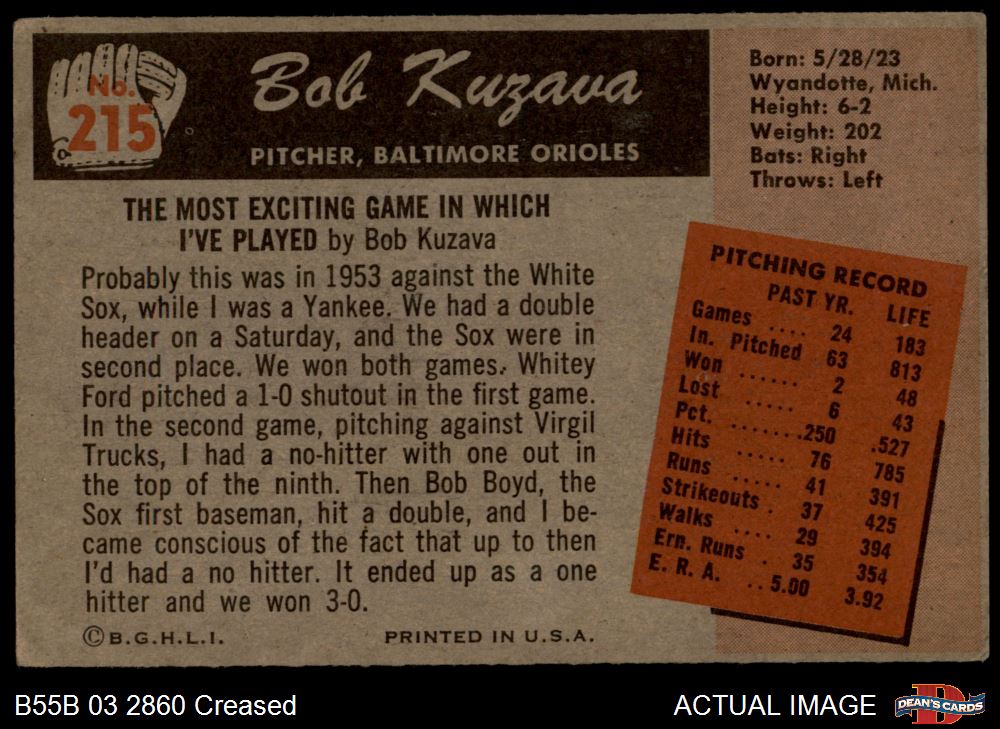 No.
215
Bob Kuzava
PITCHER, BALTIMORE ORIOLES
Born: 5/28/23
Wyandotte, Mich.
Height: 6-2
Weight: 202
Bats: Right
Throws: Left
THE MOST EXCITING GAME IN WHICH
I'VE PLAYED by Bob Kuzava
Probably this was in 1953 against the White
Sox, while I was a Yankee. We had a double
header on a Saturday, and the Sox were in
second place. We won both games. Whitey
Ford pitched a 1-0 shutout in the first game.
In the second game, pitching against Virgil
Trucks, I had a no-hitter with one out in
the top of the ninth. Then Bob Boyd, the
Sox first baseman, hit a double, and I be-
came conscious of the fact that up to then
I'd had a no hitter. It ended up as a one
hitter and we won 3-0.
PITCHING RECORD
PAST YR. LIFE
Games .... 24 183
In. Pitched 63 813
Won ...... 2 48
Lost ..... 6 43
Pct. ....... .250 .527
Hits ..... 76 785
Runs ..... 41 391
Strikeouts . 37 425
Walks .... 29 394
Ern. Runs . 35 354
E. R. A. .. 5.00 3.92
©B.G.H.L.I. PRINTED IN U.S.A.
B55B 03 2860 Creased ACTUAL IMAGE
D
DEAN'S CARDS